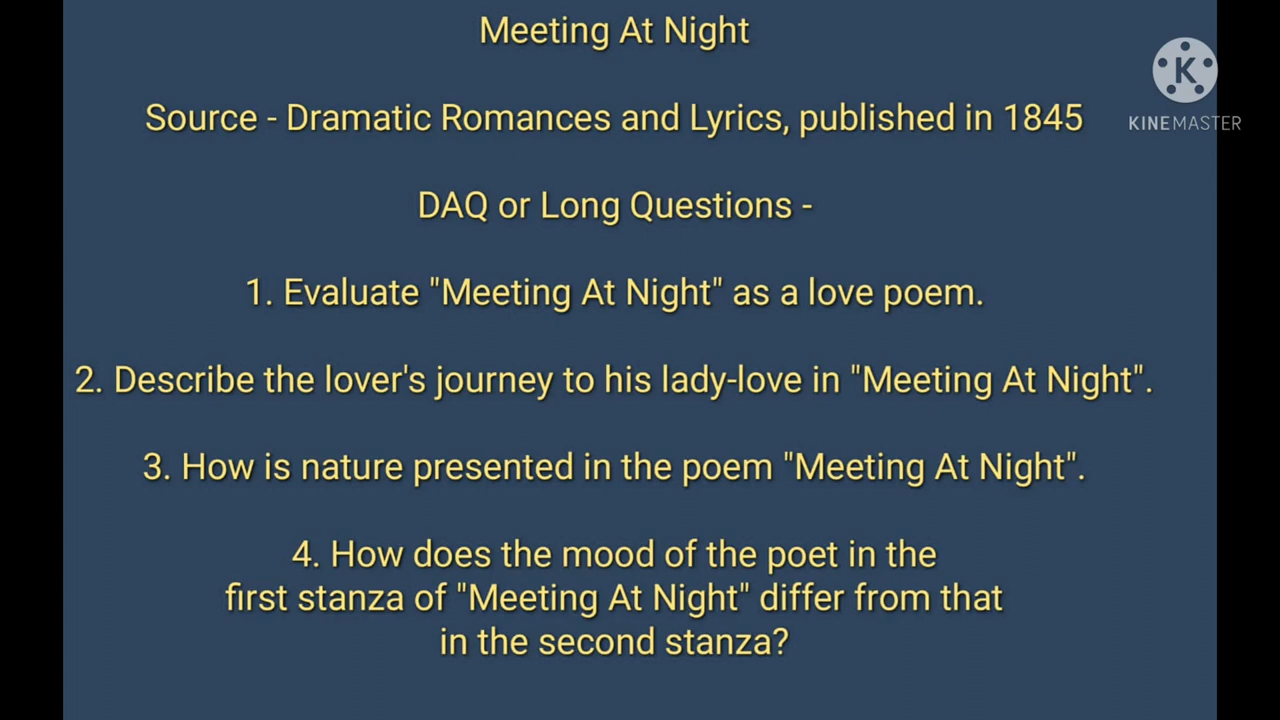 Meeting At Night
K
KINEMASTER
Source - Dramatic Romances and Lyrics, published in 1845
DAQ or Long Questions -
1. Evaluate "Meeting At Night" as a love poem.
2. Describe the lover's journey to his lady-love in "Meeting At Night".
3. How is nature presented in the poem "Meeting At Night".
4. How does the mood of the poet in the
first stanza of "Meeting At Night" differ from that
in the second stanza?